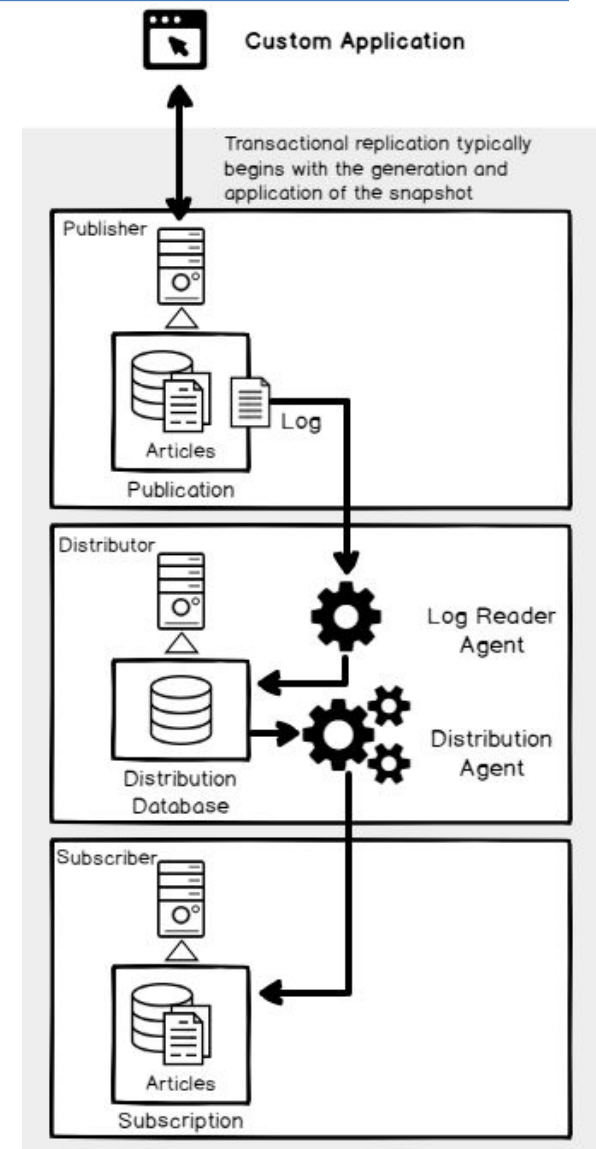 Custom Application
Transactional replication typically
begins with the generation and
application of the snapshot
Publisher
Log
Articles
Publication
Distributor
Log Reader
Agent
Distribution
Agent
Distribution
Database
Subscriber
Articles
Subscription